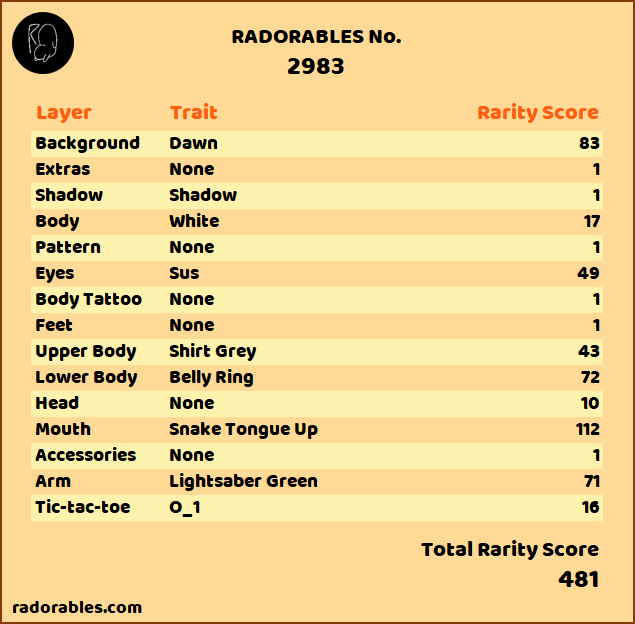 RADORABLES No.
2983
Layer Trait Rarity Score
Background Dawn 83
Extras None 1
Shadow Shadow 1
Body White 17
Pattern None 1
Eyes Sus 49
Body Tattoo None 1
Feet None 1
Upper Body Shirt Grey 43
Lower Body Belly Ring 72
Head None 10
Mouth Snake Tongue Up 112
Accessories None 1
Arm Lightsaber Green 71
Tic-tac-toe O_1 16
Total Rarity Score
481
radorables.com